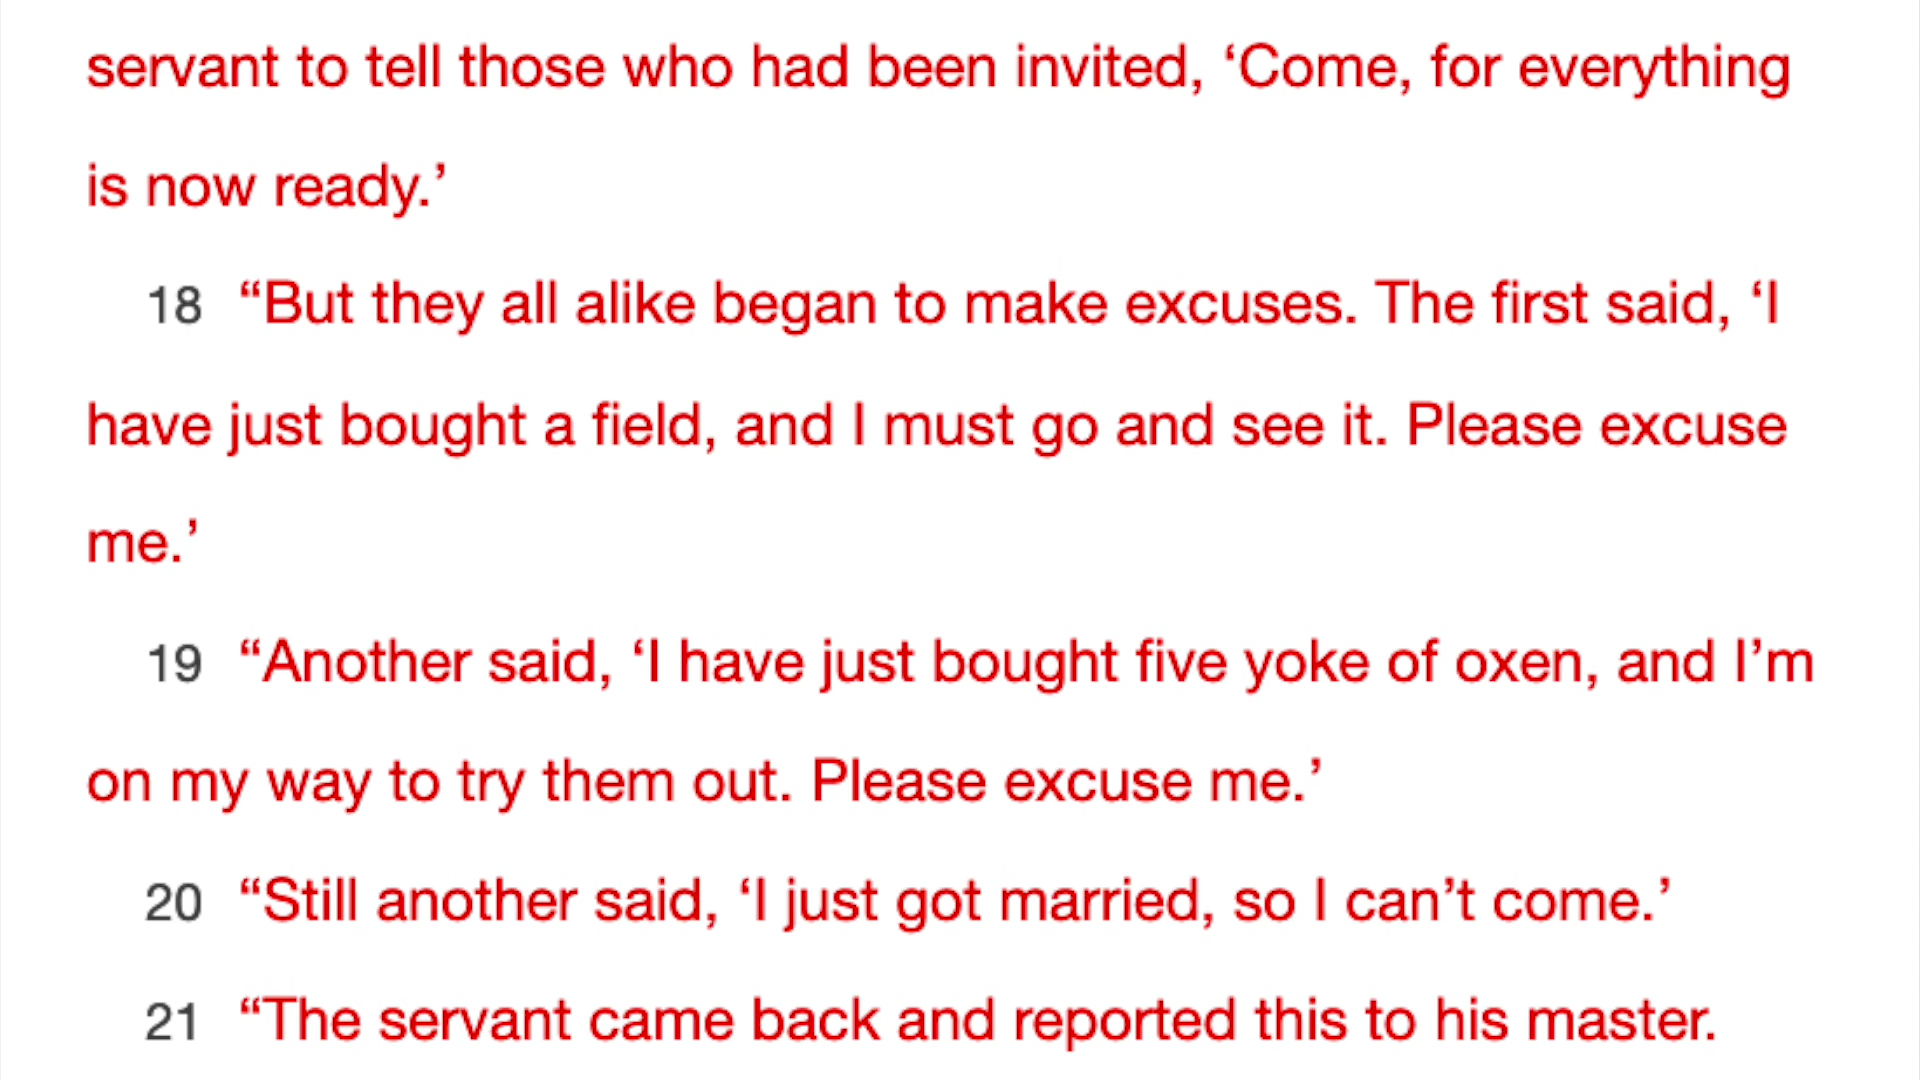 servant to tell those who had been invited, ‘Come, for everything
is now ready.’
18 “But they all alike began to make excuses. The first said, ‘I
have just bought a field, and I must go and see it. Please excuse
me.’
19 “Another said, ‘I have just bought five yoke of oxen, and I’m
on my way to try them out. Please excuse me.’
20 “Still another said, ‘I just got married, so I can’t come.’
21 “The servant came back and reported this to his master.